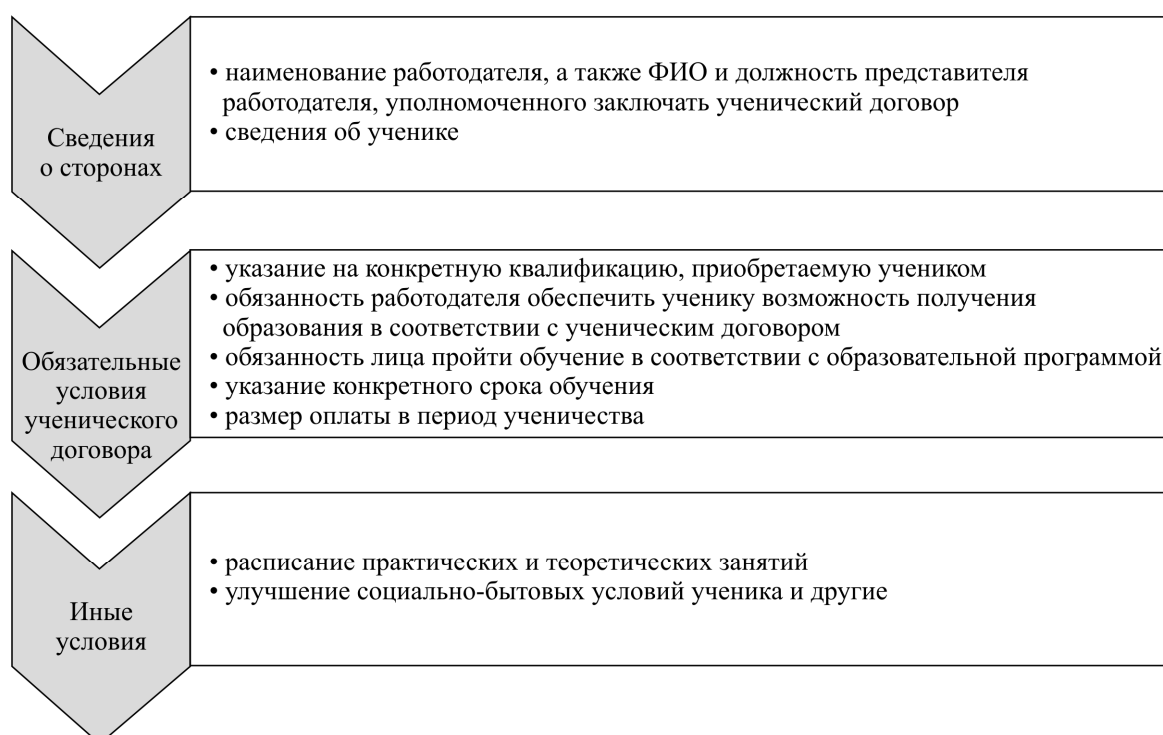 Сведения
о сторонах
• наименование работодателя, а также ФИО и должность представителя
работодателя, уполномоченного заключать ученический договор
• сведения об ученике
Обязательные
условия
ученического
договора
• указание на конкретную квалификацию, приобретаемую учеником
• обязанность работодателя обеспечить ученику возможность получения
образования в соответствии с ученическим договором
• обязанность лица пройти обучение в соответствии с образовательной программой
• указание конкретного срока обучения
• размер оплаты в период ученичества
Иные
условия
• расписание практических и теоретических занятий
• улучшение социально-бытовых условий ученика и другие